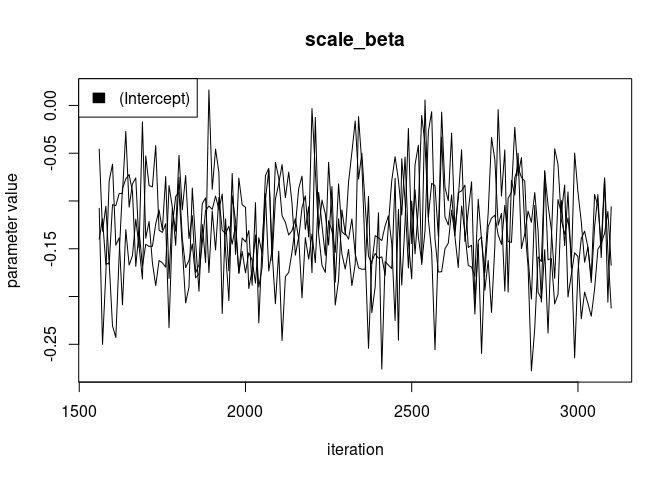 scale_beta
(Intercept)
0.00
-0.05
-0.15
-0.25
parameter value
1500 2000 2500 3000
iteration